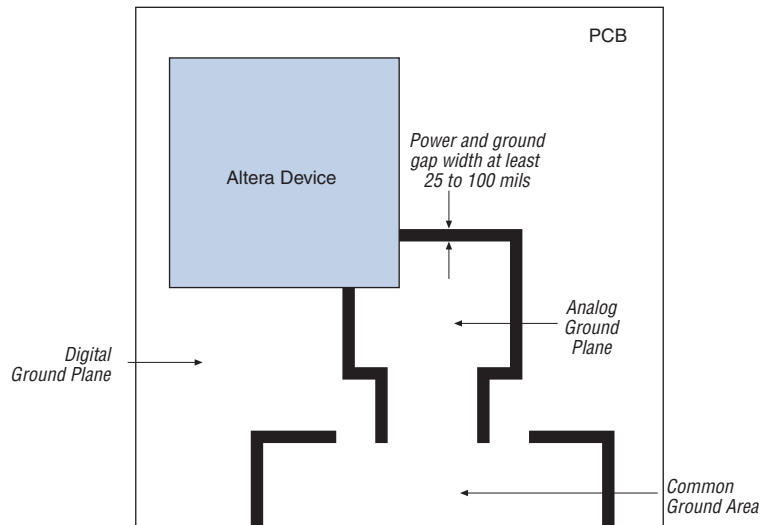 PCB
Power and ground
gap width at least
25 to 100 mils
Altera Device
Analog
Ground
Plane
Digital
Ground Plane
Common
Ground Area